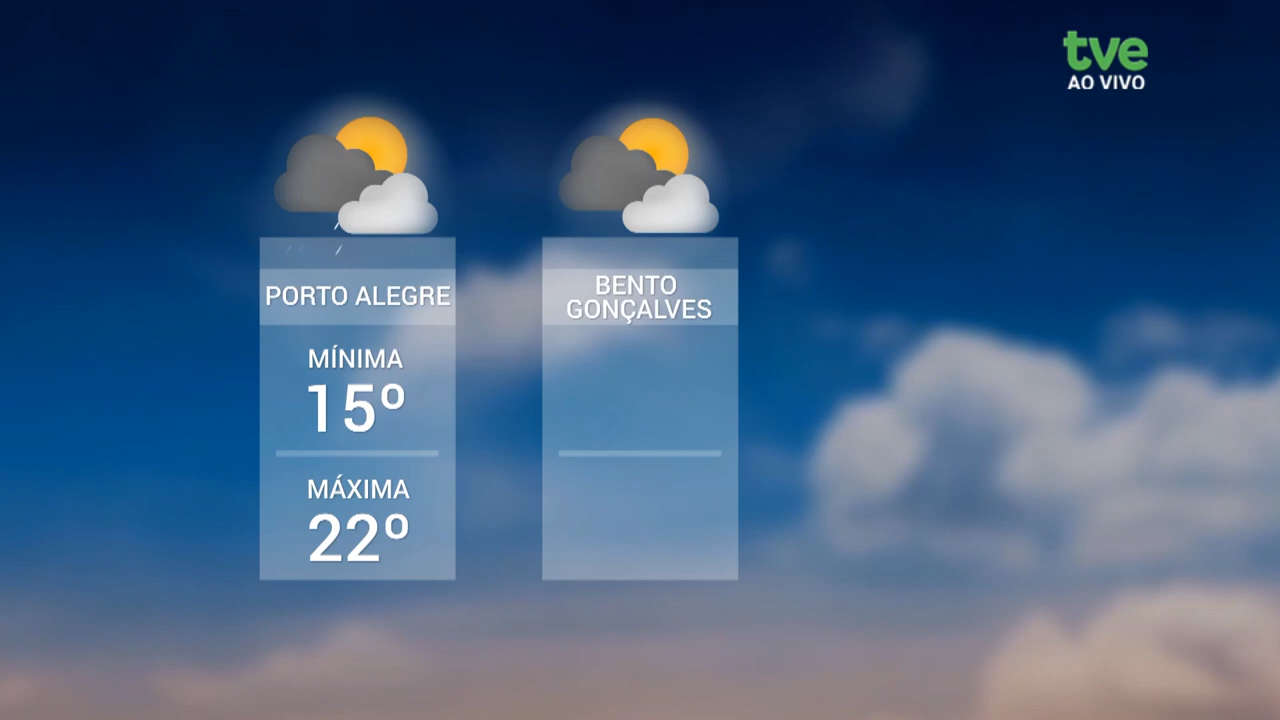 tve
AO VIVO
PORTO ALEGRE
MÍNIMA
15º
MÁXIMA
22º
BENTO
GONÇALVES